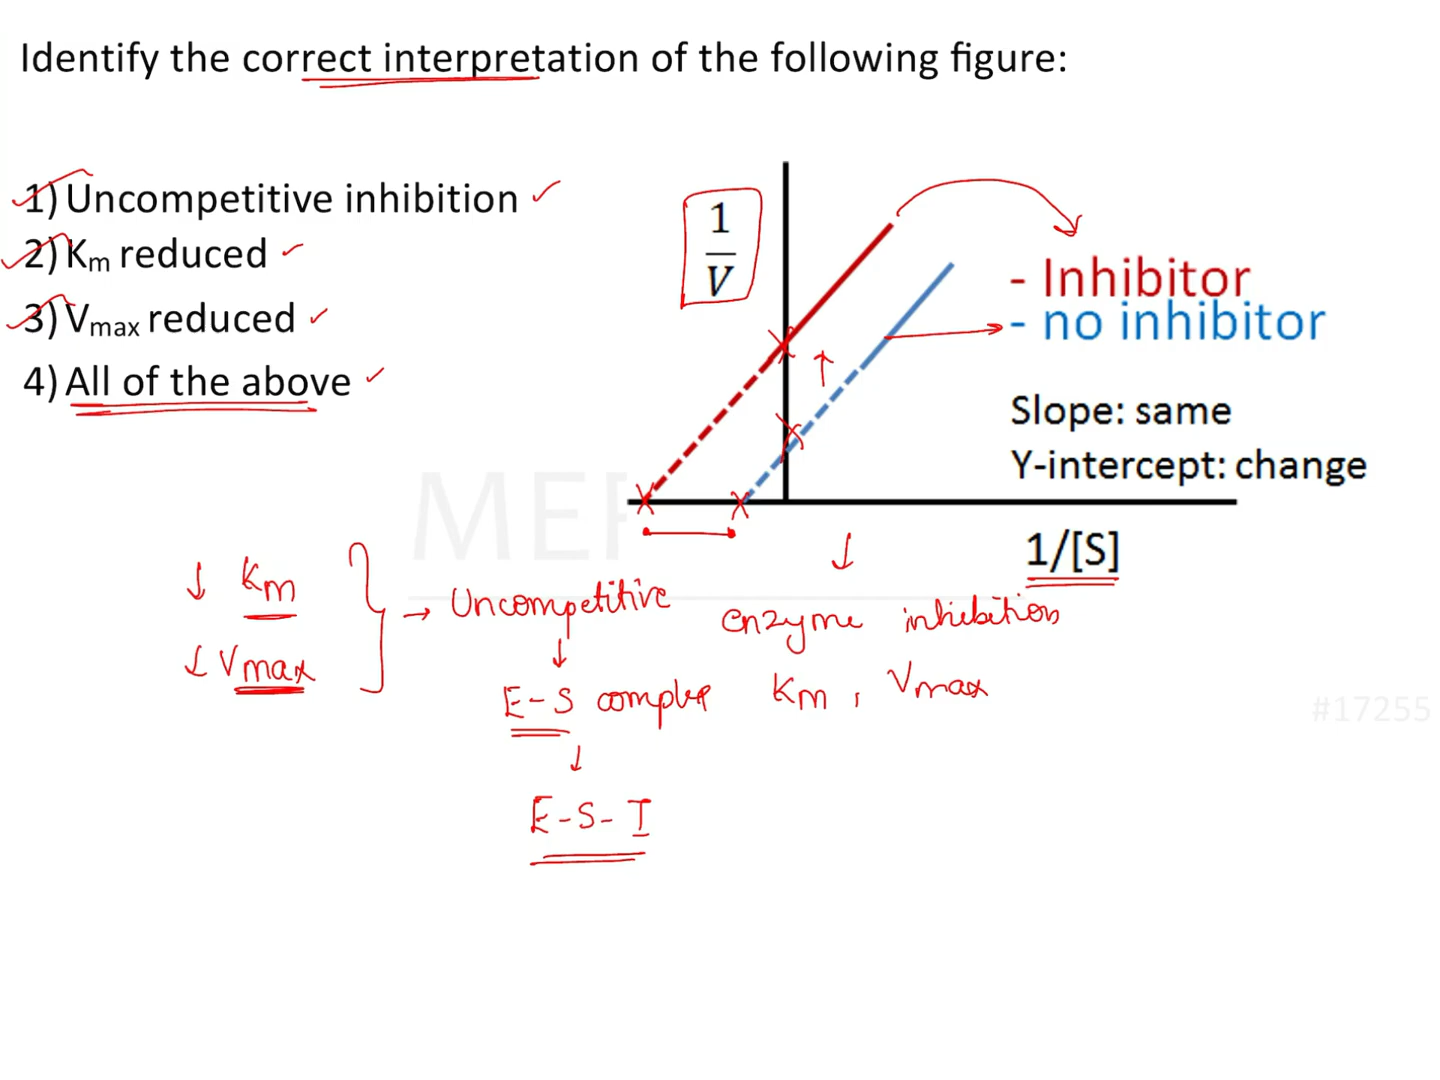 Identify the correct interpretation of the following figure:
1) Uncompetitive inhibition
2) Km reduced
3) Vmax reduced
4) All of the above
1
V
- Inhibitor
- no inhibitor
Slope: same
Y-intercept: change
1/[S]
↓ Km
↓ Vmax
→ Uncompetitive
↓
E-S complex
↓
E-S-I
↓
enzyme inhibition
Km, Vmax
#17255